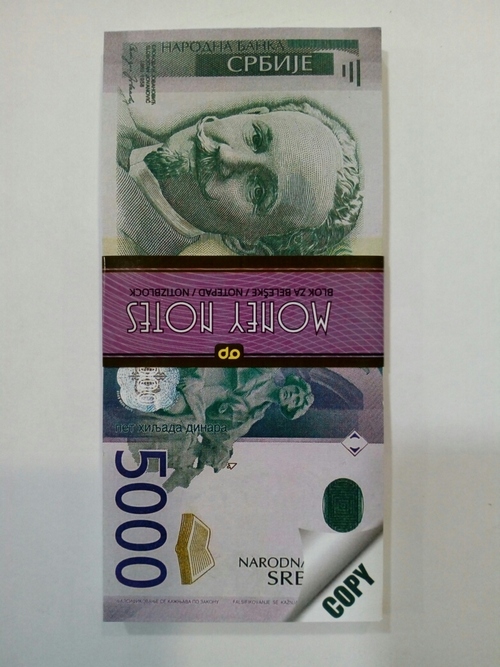 НАРОДНА БАНКА
СРБИЈЕ
BLOK ZA BELEŠKE / NOTEPAD / NOTIZBLOCK
MONEY NOTES
пет хиљада динара
5000
NARODNA
SRE
COPY